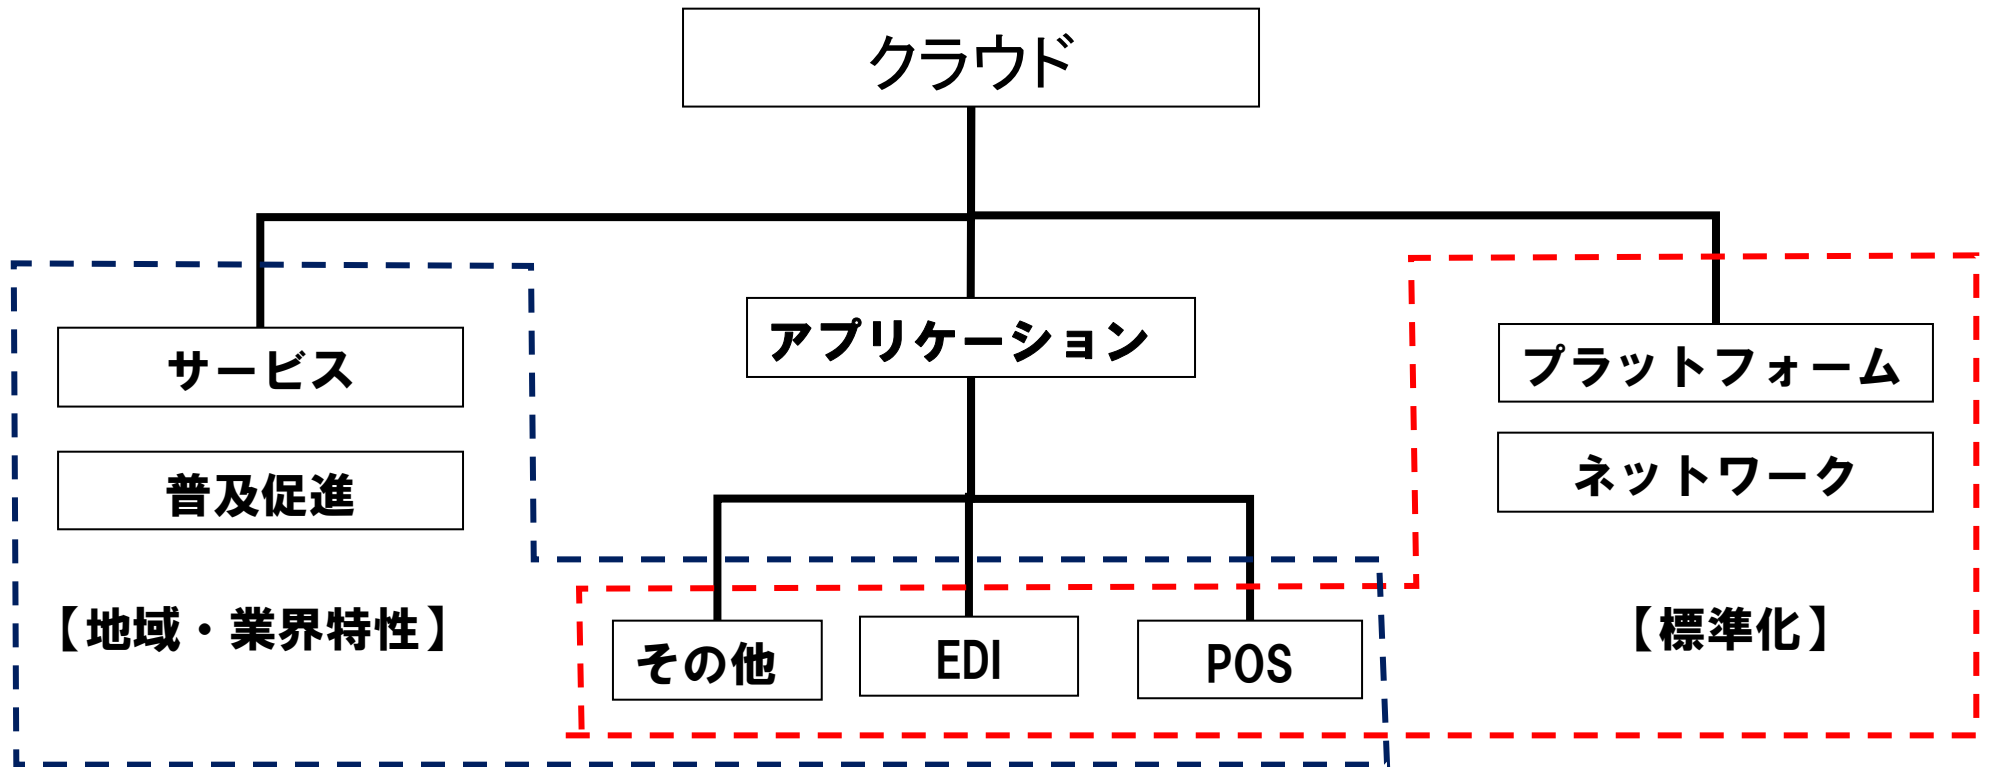 クラウド
アプリケーション
サービス
プラットフォーム
普及促進
ネットワーク
【地域・業界特性】
【標準化】
その他
EDI
POS